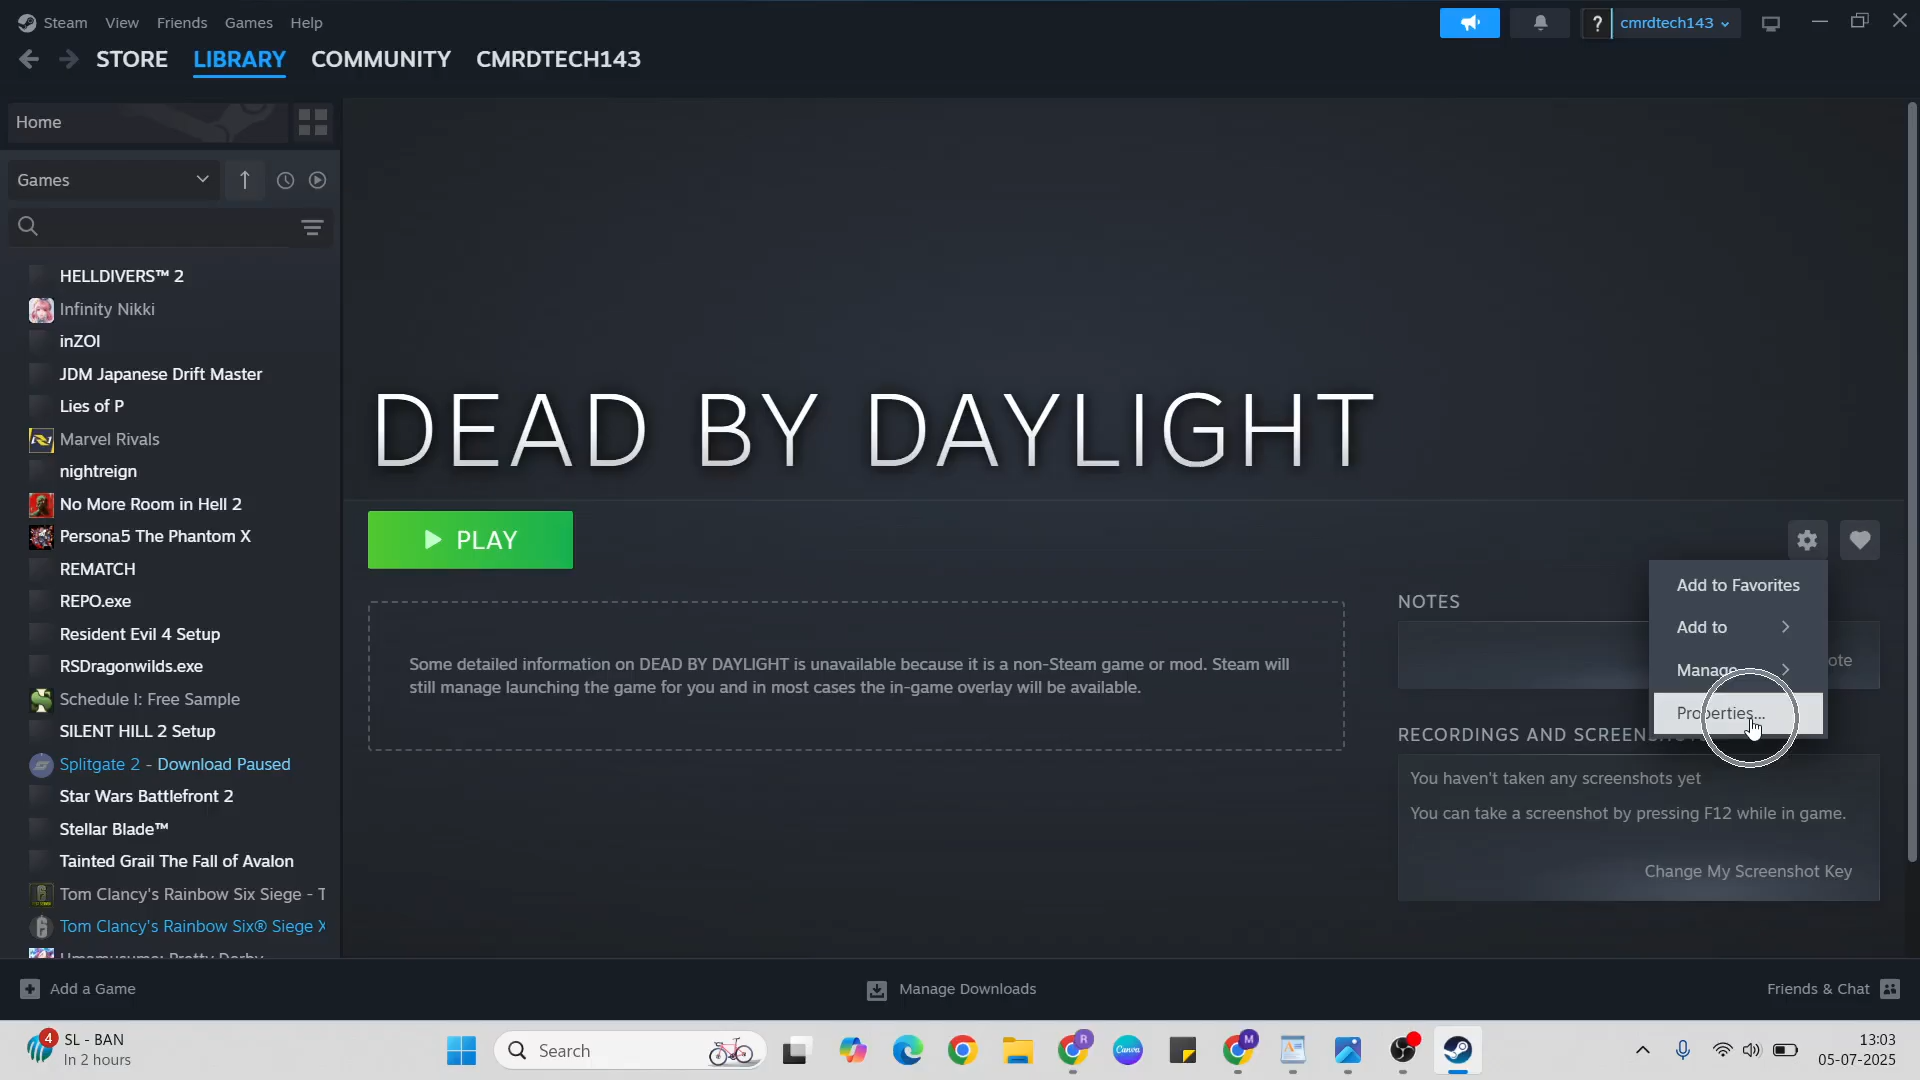 Steam View Friends Games Help
? cmrdtech143
STORE LIBRARY COMMUNITY CMRDTECH143
Home
Games
HELLDIVERS™ 2
Infinity Nikki
inZOI
JDM Japanese Drift Master
Lies of P
Marvel Rivals
nightreign
No More Room in Hell 2
Persona5 The Phantom X
REMATCH
REPO.exe
Resident Evil 4 Setup
RSDragonwilds.exe
Schedule I: Free Sample
SILENT HILL 2 Setup
Splitgate 2 - Download Paused
Star Wars Battlefront 2
Stellar Blade™
Tainted Grail The Fall of Avalon
Tom Clancy's Rainbow Six Siege - T
Tom Clancy's Rainbow Six® Siege X
DEAD BY DAYLIGHT
PLAY
Some detailed information on DEAD BY DAYLIGHT is unavailable because it is a non-Steam game or mod. Steam will
still manage launching the game for you and in most cases the in-game overlay will be available.
Add to Favorites
Add to
Manage
Properties...
NOTES
ote
RECORDINGS AND SCREENS
You haven't taken any screenshots yet
You can take a screenshot by pressing F12 while in game.
Change My Screenshot Key
Add a Game
Manage Downloads
Friends & Chat
4
SL - BAN
In 2 hours
Search
R
Canva
M
13:03
05-07-2025